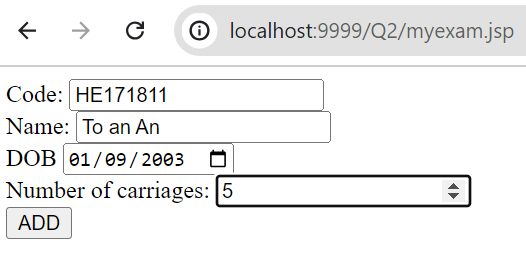 localhost:9999/Q2/myexam.jsp
Code: HE171811
Name: To an An
DOB 01/09/2003
Number of carriages: 5
ADD